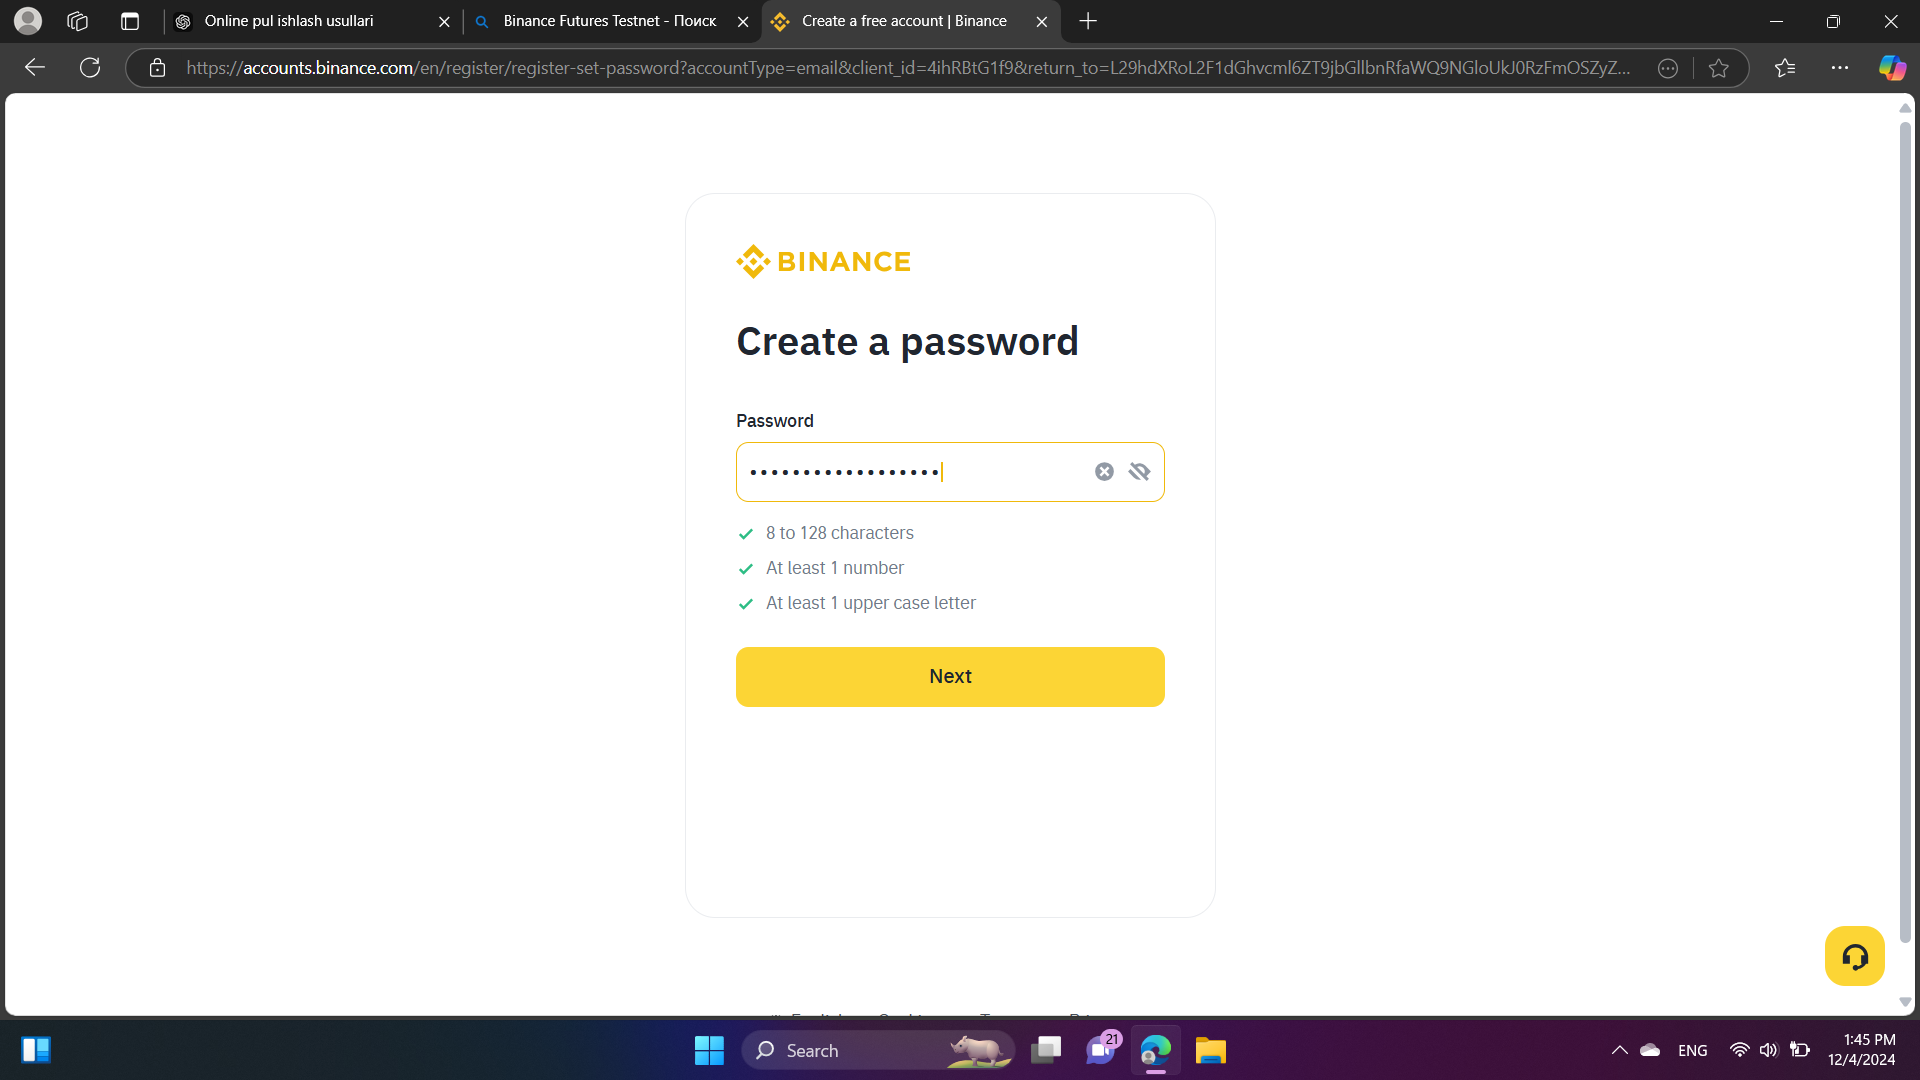 Online pul ishlash usullari
Binance Futures Testnet - Поиск
Create a free account | Binance
https://accounts.binance.com/en/register/register-set-password?accountType=email&client_id=4ihRBtG1f9&return_to=L29hdXRoL2F1dGhvcml6ZT9jbGllbnRfaWQ9NGloUkJ0RzFmOSZyZ...
BINANCE
Create a password
Password
8 to 128 characters
At least 1 number
At least 1 upper case letter
Next
Search
21
ENG
1:45 PM
12/4/2024